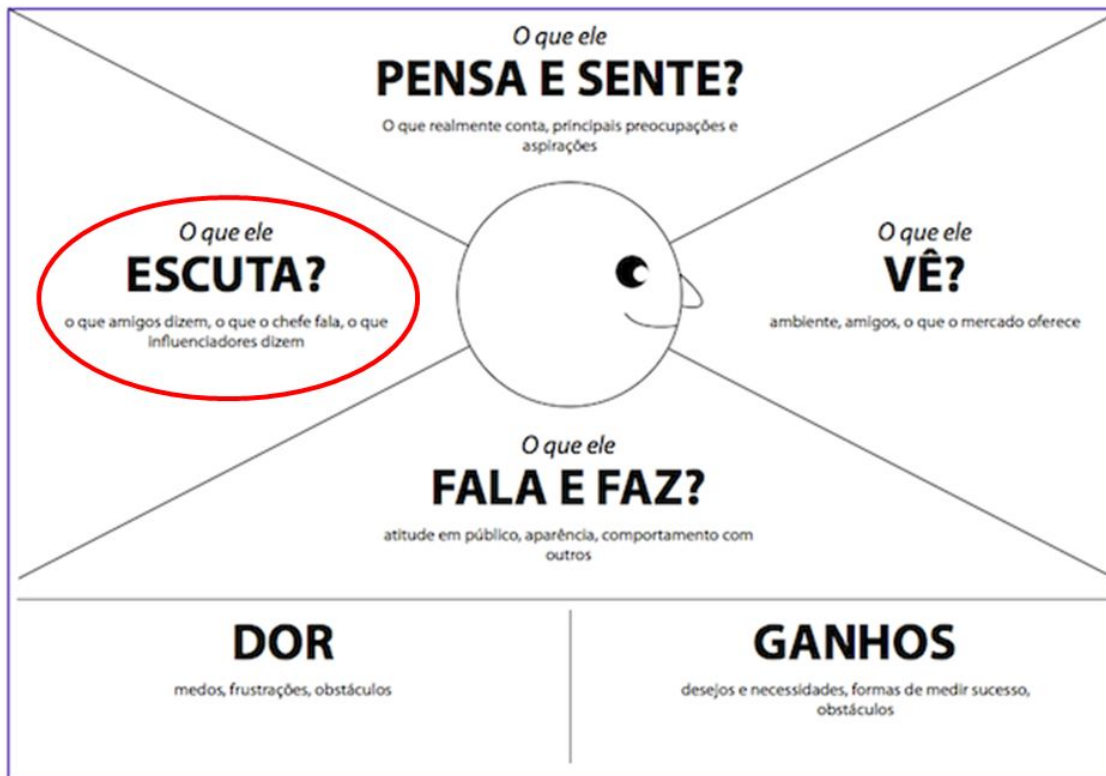 O que ele
PENSA E SENTE?
O que realmente conta, principais preocupações e
aspirações
O que ele
ESCUTA?
o que amigos dizem, o que o chefe fala, o que
influenciadores dizem
O que ele
VÊ?
ambiente, amigos, o que o mercado oferece
O que ele
FALA E FAZ?
atitude em público, aparência, comportamento com
outros
DOR
medos, frustrações, obstáculos
GANHOS
desejos e necessidades, formas de medir sucesso,
obstáculos